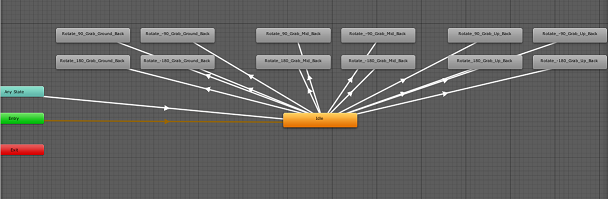 Rotate_90_Grab_Ground_Back
Rotate_-90_Grab_Ground_Back
Rotate_90_Grab_Mid_Back
Rotate_-90_Grab_Mid_Back
Rotate_90_Grab_Up_Back
Rotate_-90_Grab_Up_Back
Rotate_180_Grab_Ground_Back
Rotate_-180_Grab_Ground_Back
Rotate_180_Grab_Mid_Back
Rotate_-180_Grab_Mid_Back
Rotate_180_Grab_Up_Back
Rotate_-180_Grab_Up_Back
Any State
Entry
Idle
Exit